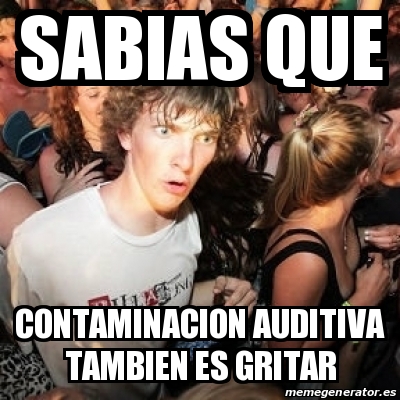 SABIAS QUE
CONTAMINACION AUDITIVA
TAMBIEN ES GRITAR
memegenerator.es